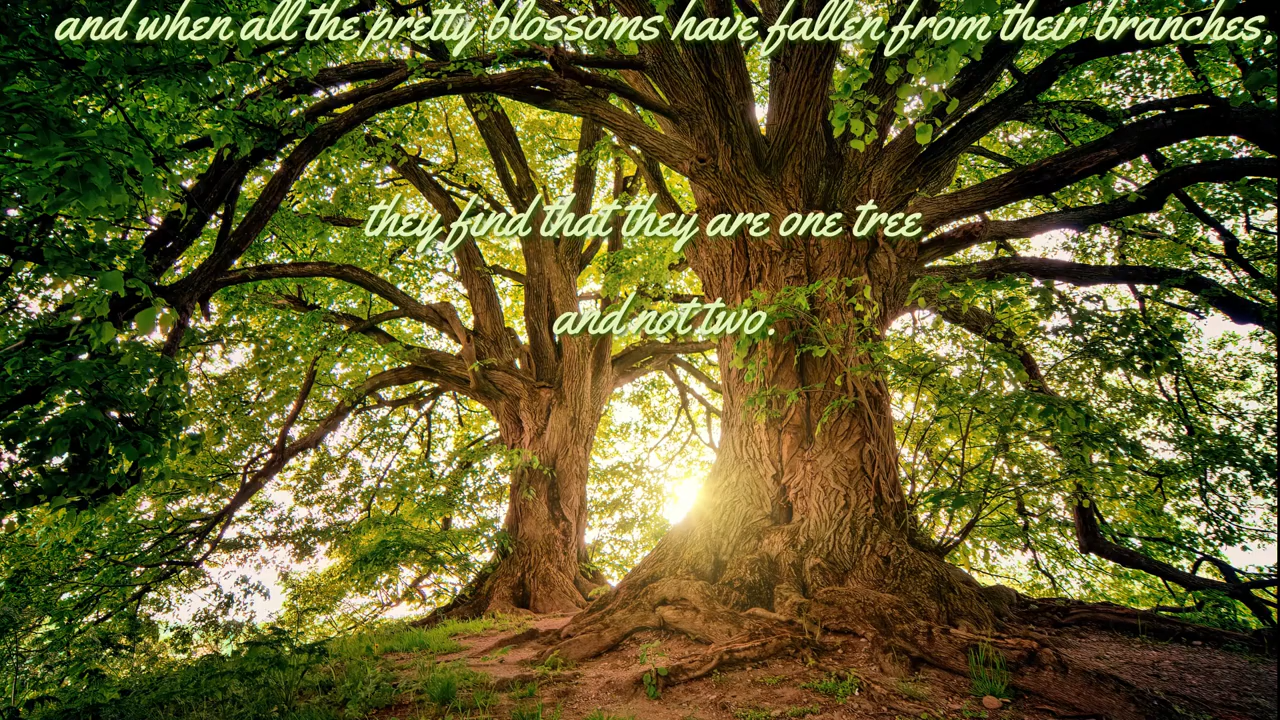 and when all the pretty blossoms have fallen from their branches,
they find that they are one tree
and not two.